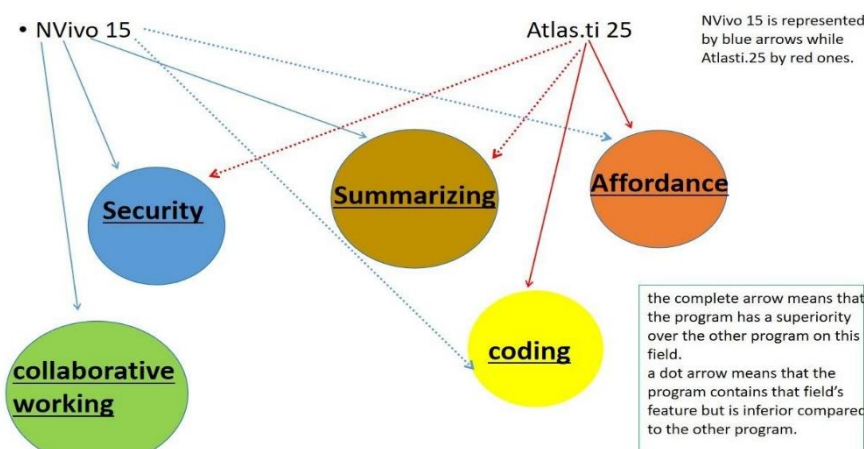 • NVivo 15
Atlas.ti 25
NVivo 15 is represented
by blue arrows while
Atlasti.25 by red ones.
Security
Summarizing
Affordance
collaborative
working
coding
the complete arrow means that
the program has a superiority
over the other program on this
field.
a dot arrow means that the
program contains that field's
feature but is inferior compared
to the other program.